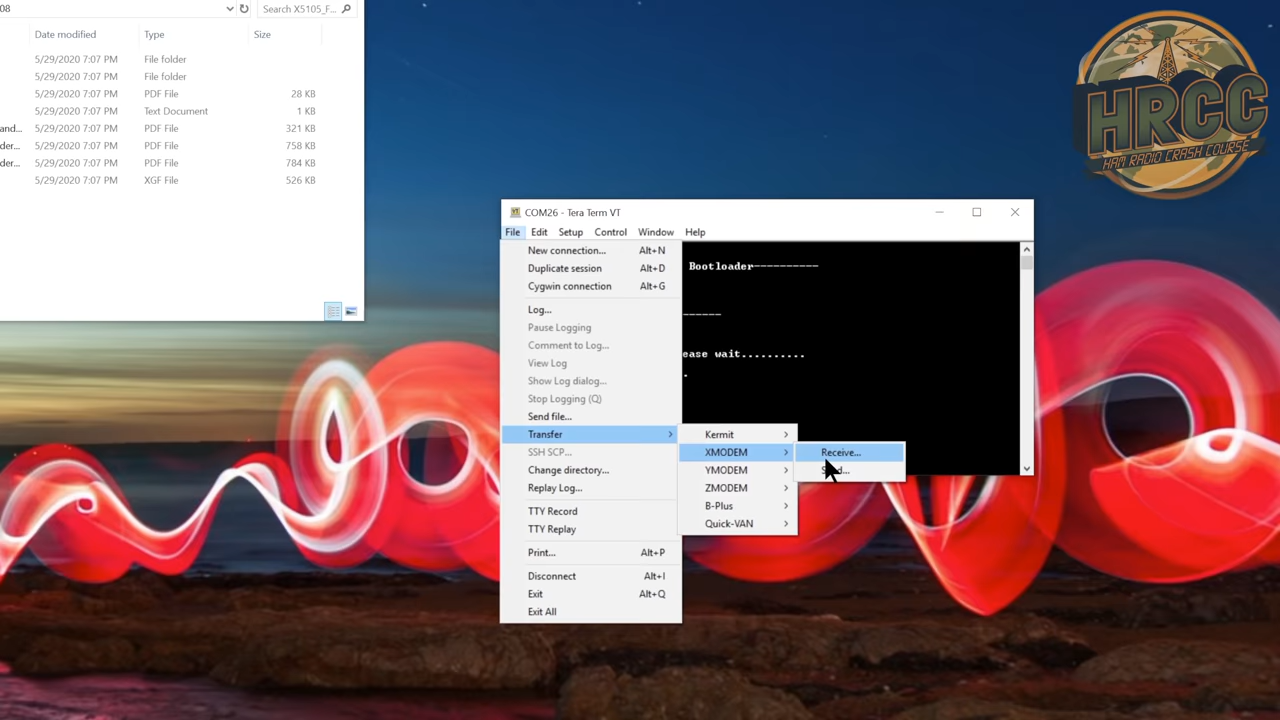 08
Search X5105_F...
Date modified Type Size
5/29/2020 7:07 PM File folder
5/29/2020 7:07 PM File folder
5/29/2020 7:07 PM PDF File 28 KB
5/29/2020 7:07 PM Text Document 1 KB
and... 5/29/2020 7:07 PM PDF File 321 KB
der... 5/29/2020 7:07 PM PDF File 758 KB
der... 5/29/2020 7:07 PM PDF File 784 KB
5/29/2020 7:07 PM XGF File 526 KB
HRCC
HAM RADIO CRASH COURSE
COM26 - Tera Term VT
File Edit Setup Control Window Help
New connection... Alt+N
Duplicate session Alt+D
Cygwin connection Alt+G
Log...
Pause Logging
Comment to Log...
View Log
Show Log dialog...
Stop Logging (Q)
Send file...
Transfer
SSH SCP...
Change directory...
Replay Log...
TTY Record
TTY Replay
Print... Alt+P
Disconnect Alt+I
Exit Alt+Q
Exit All
Bootloader----------
------
ease wait..........
.
Kermit
XMODEM
YMODEM
ZMODEM
B-Plus
Quick-VAN
Receive...